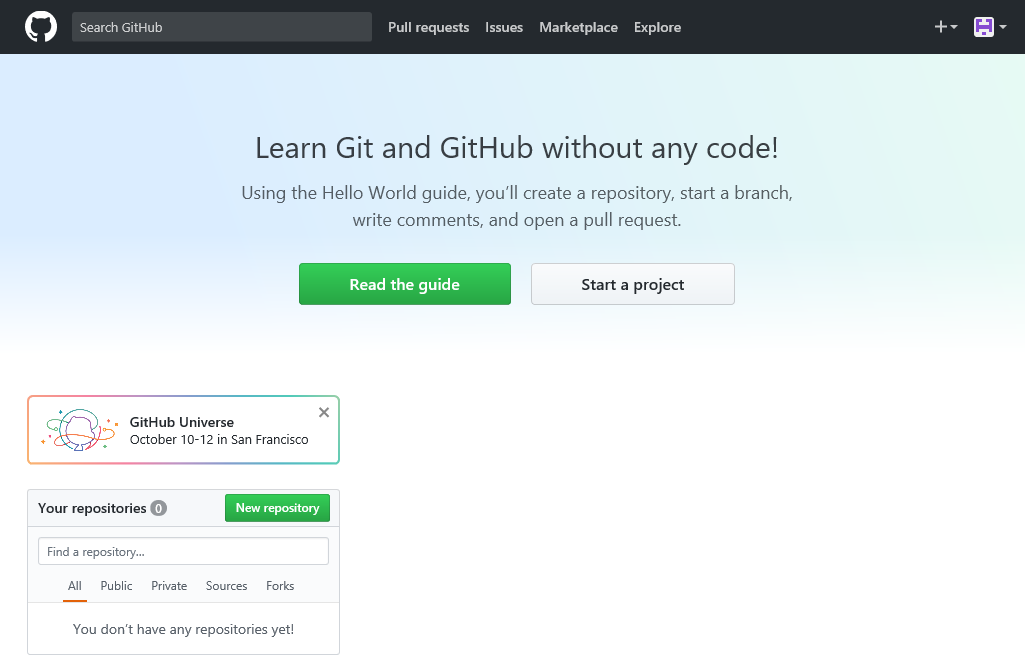 Search GitHub Pull requests Issues Marketplace Explore
Learn Git and GitHub without any code!
Using the Hello World guide, you’ll create a repository, start a branch,
write comments, and open a pull request.
Read the guide Start a project
GitHub Universe
October 10-12 in San Francisco
Your repositories 0 New repository
Find a repository...
All Public Private Sources Forks
You don’t have any repositories yet!